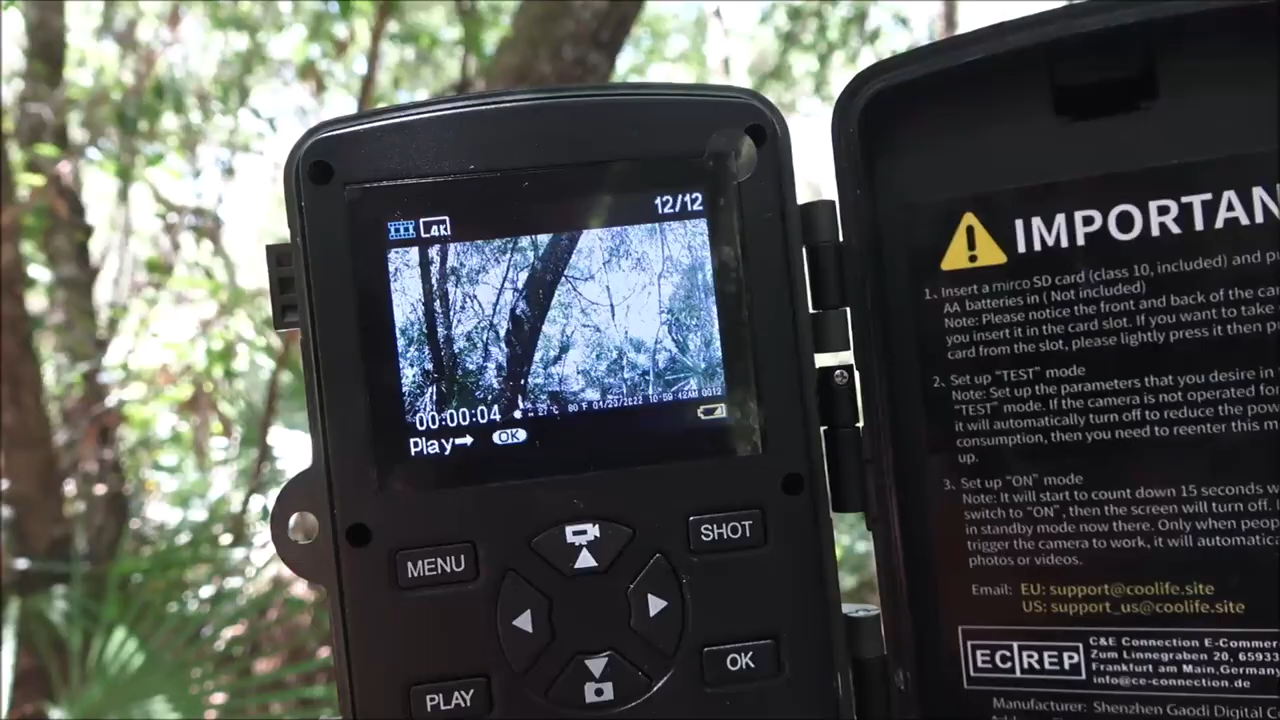 12/12
4K
00:00:04
27°C 80°F 01/23/2022 10:59:42AM 0012
Play→ OK
MENU
SHOT
OK
PLAY
IMPORTAN
1、Insert a mirco SD card (class 10, included) and
AA batteries in ( Not included)
Note: Please notice the front and back of the
you insert it in the card slot. If you want to take
card from the slot, please lightly press it then
2、Set up “TEST” mode
Note: Set up the parameters that you desire in
“TEST” mode. If the camera is not operated for
it will automatically turn off to reduce the
consumption, then you need to reenter this
up.
3、Set up “ON” mode
Note: It will start to count down 15 seconds
switch to “ON”, then the screen will turn off.
in standby mode now there. Only when
trigger the camera to work, it will
photos or videos.
Email: EU: support@coolife.site
US: support_us@coolife.site
EC REP
C&E Connection
Zum Linnegraben 20, 65933
Frankfurt am Main,Germany
info@ce-connection.de
Manufacturer: Shenzhen Gaodi Digital